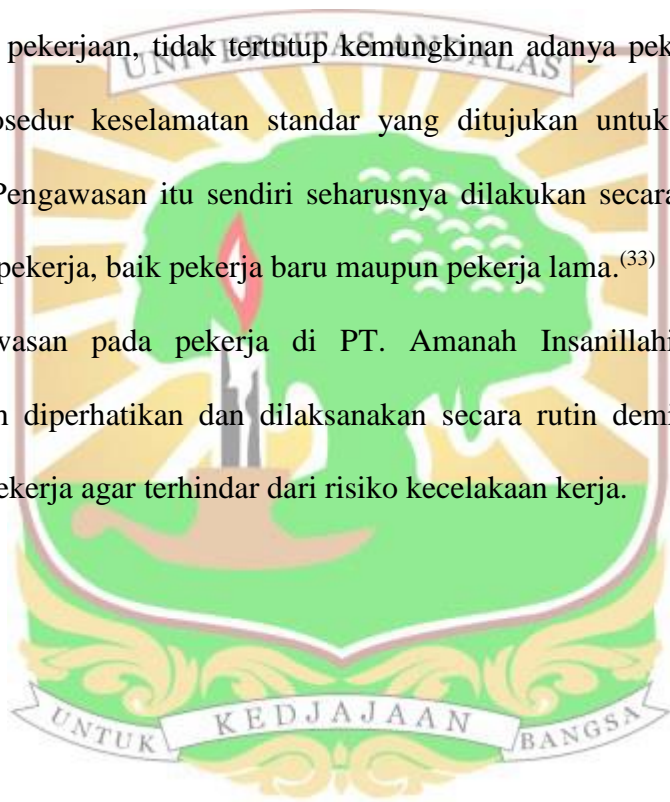 pekerjaan, tidak tertutup kemungkinan adanya pek
UNIVERSITAS ANDALAS
osedur keselamatan standar yang ditujukan untuk
Pengawasan itu sendiri seharusnya dilakukan secara
pekerja, baik pekerja baru maupun pekerja lama.(33)
wasan pada pekerja di PT. Amanah Insanillahi
n diperhatikan dan dilaksanakan secara rutin demi
ekerja agar terhindar dari risiko kecelakaan kerja.
UNTUK KEDJAJAAN BANGSA